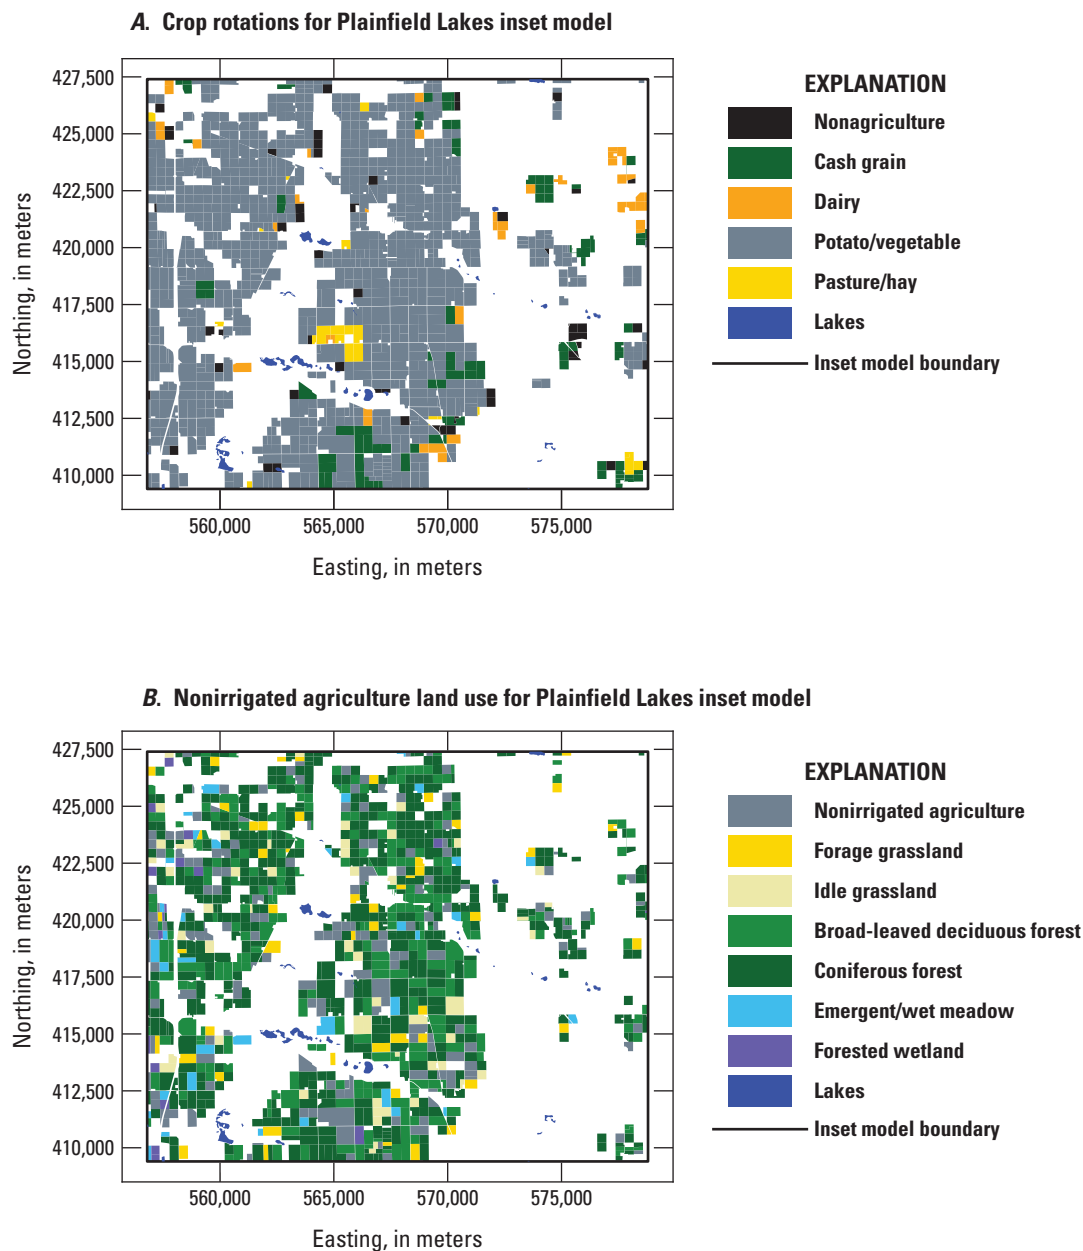 A. Crop rotations for Plainfield Lakes inset model
427,500
425,000
422,500
420,000
417,500
415,000
412,500
410,000
Northing, in meters
560,000
565,000
570,000
575,000
Easting, in meters
EXPLANATION
Nonagriculture
Cash grain
Dairy
Potato/vegetable
Pasture/hay
Lakes
Inset model boundary
B. Nonirrigated agriculture land use for Plainfield Lakes inset model
427,500
425,000
422,500
420,000
417,500
415,000
412,500
410,000
Northing, in meters
560,000
565,000
570,000
575,000
Easting, in meters
EXPLANATION
Nonirrigated agriculture
Forage grassland
Idle grassland
Broad-leaved deciduous forest
Coniferous forest
Emergent/wet meadow
Forested wetland
Lakes
Inset model boundary